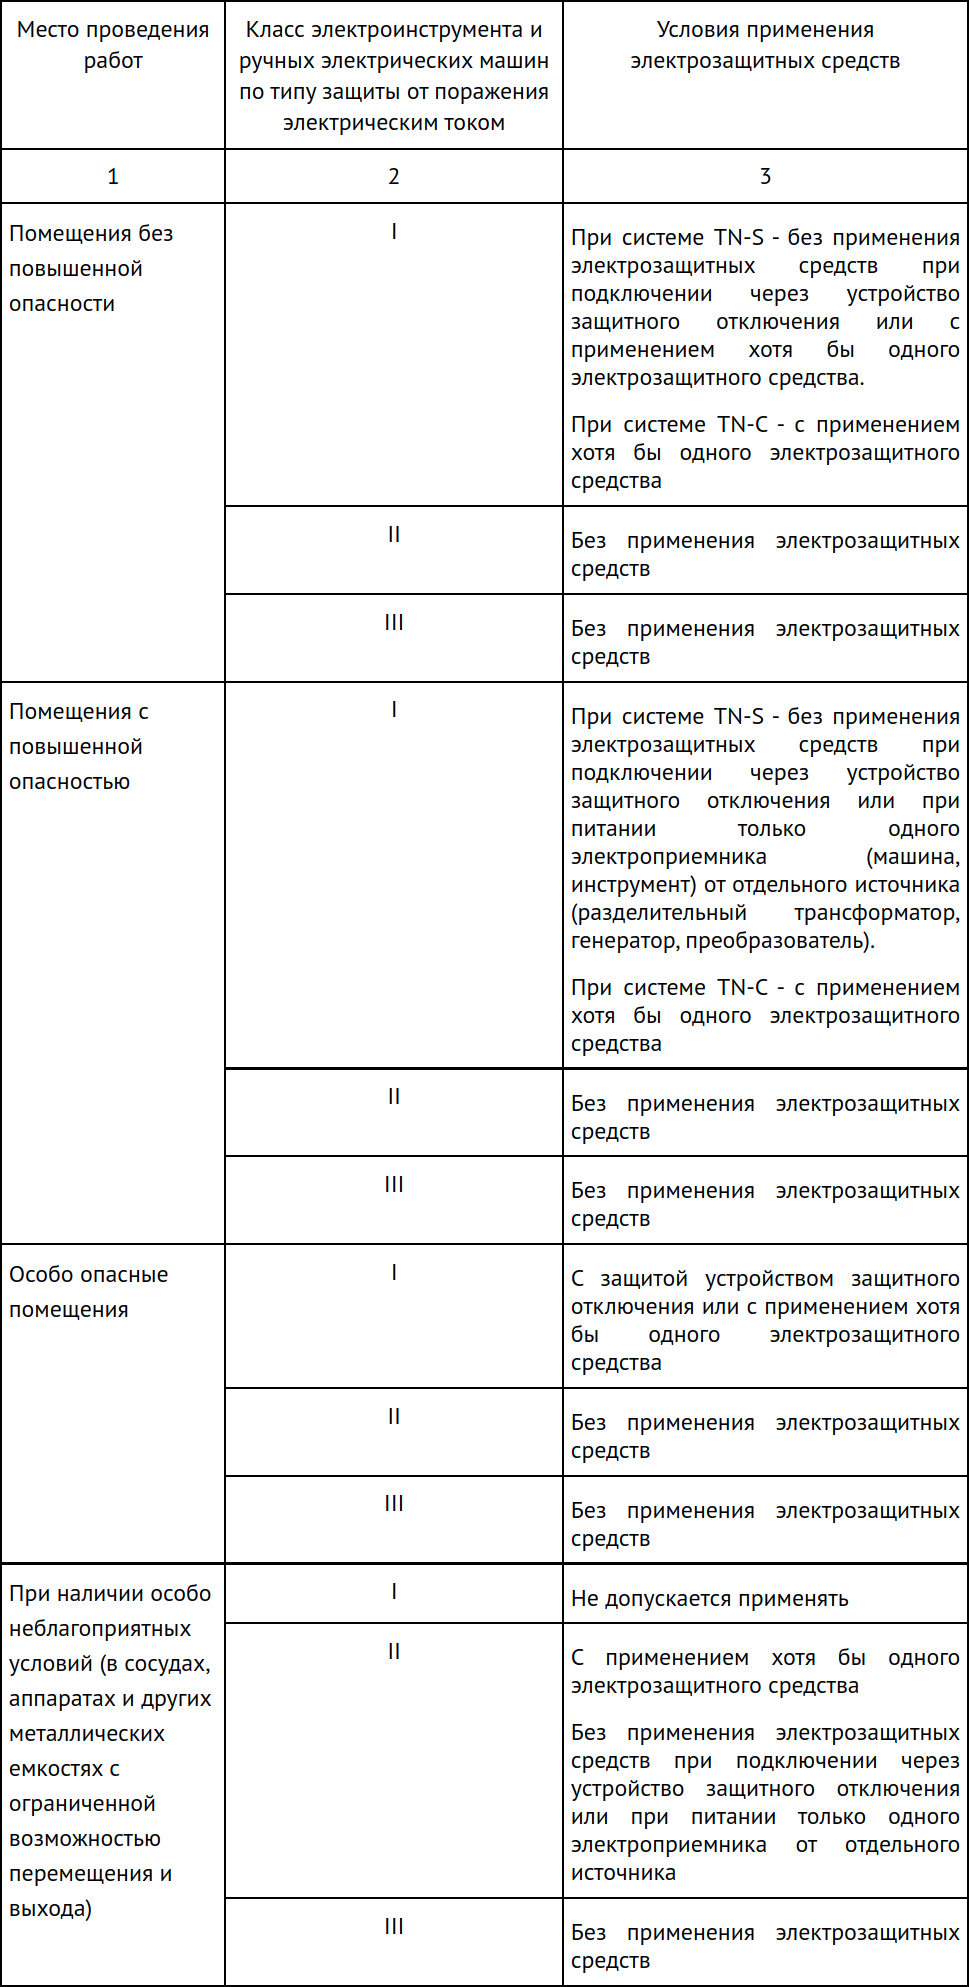 Место проведения
работ
Класс электроинструмента и
ручных электрических машин
по типу защиты от поражения
электрическим током
Условия применения
электрозащитных средств
1
2
3
Помещения без
повышенной
опасности
I
При системе TN-S - без применения
электрозащитных средств при
подключении через устройство
защитного отключения или с
применением хотя бы одного
электрозащитного средства.
При системе TN-C - с применением
хотя бы одного электрозащитного
средства
II
Без применения электрозащитных
средств
III
Без применения электрозащитных
средств
Помещения с
повышенной
опасностью
I
При системе TN-S - без применения
электрозащитных средств при
подключении через устройство
защитного отключения или при
питании только одного
электроприемника (машина,
инструмент) от отдельного источника
(разделительный трансформатор,
генератор, преобразователь).
При системе TN-C - с применением
хотя бы одного электрозащитного
средства
II
Без применения электрозащитных
средств
III
Без применения электрозащитных
средств
Особо опасные
помещения
I
С защитой устройством защитного
отключения или с применением хотя
бы одного электрозащитного
средства
II
Без применения электрозащитных
средств
III
Без применения электрозащитных
средств
При наличии особо
неблагоприятных
условий (в сосудах,
аппаратах и других
металлических
емкостях с
ограниченной
возможностью
перемещения и
выхода)
I
Не допускается применять
II
С применением хотя бы одного
электрозащитного средства
Без применения электрозащитных
средств при подключении через
устройство защитного отключения
или при питании только одного
электроприемника от отдельного
источника
III
Без применения электрозащитных
средств